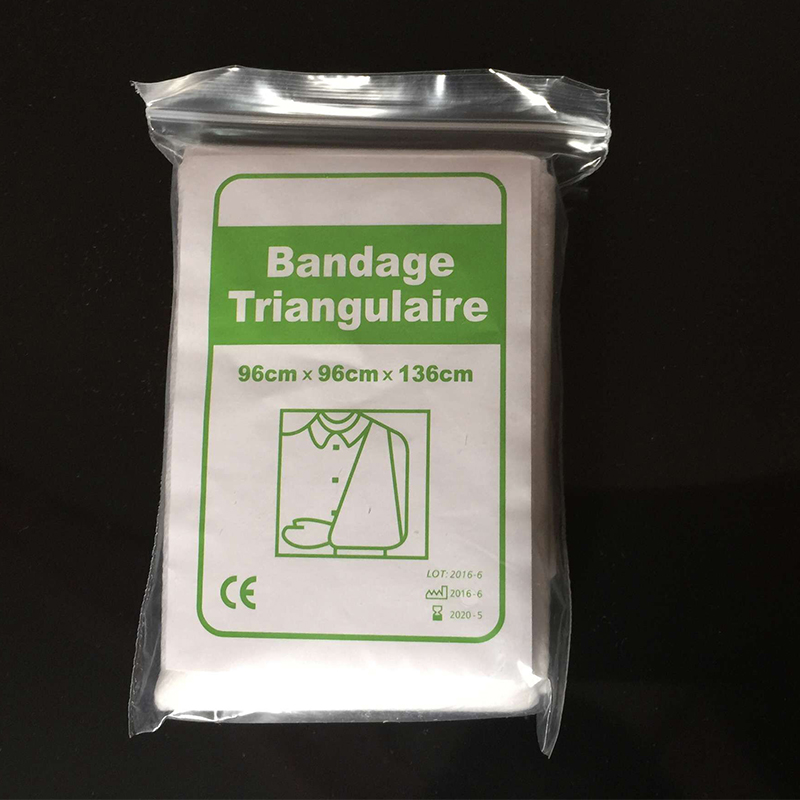 Bandage
Triangulaire
96cm x 96cm x 136cm
LOT: 2016-6
2016-6
CE
2020-5